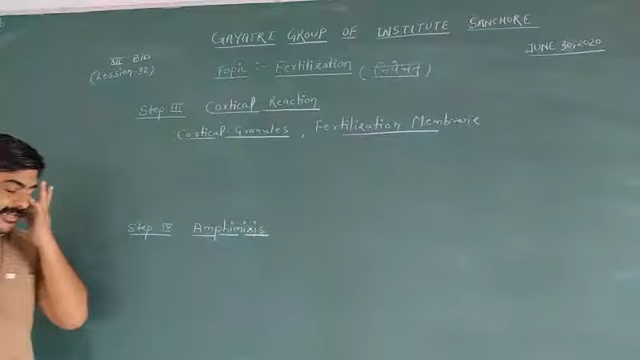 GAYATRI GROUP OF INSTITUTE SANCHORE
JUNE 30, 2020
XII BIO
(Lession-32)
Topic :- Fertilization (निषेचन)
Step III Cortical Reaction
Cortical Granules, Fertilization Membrane
Step IV Amphimixis